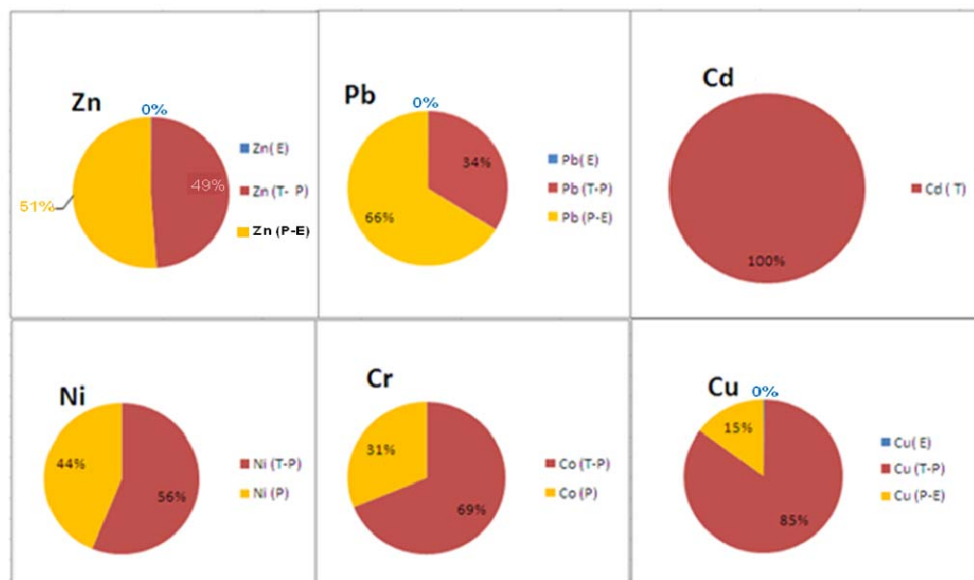 Zn
0%
49%
51%
Zn( E)
Zn (T- P)
Zn (P-E)
Pb
0%
34%
66%
Pb( E)
Pb (T-P)
Pb (P-E)
Cd
100%
Cd ( T)
Ni
44%
56%
Ni (T-P)
Ni (P)
Cr
31%
69%
Co (T-P)
Co (P)
Cu
0%
15%
85%
Cu( E)
Cu (T-P)
Cu (P-E)